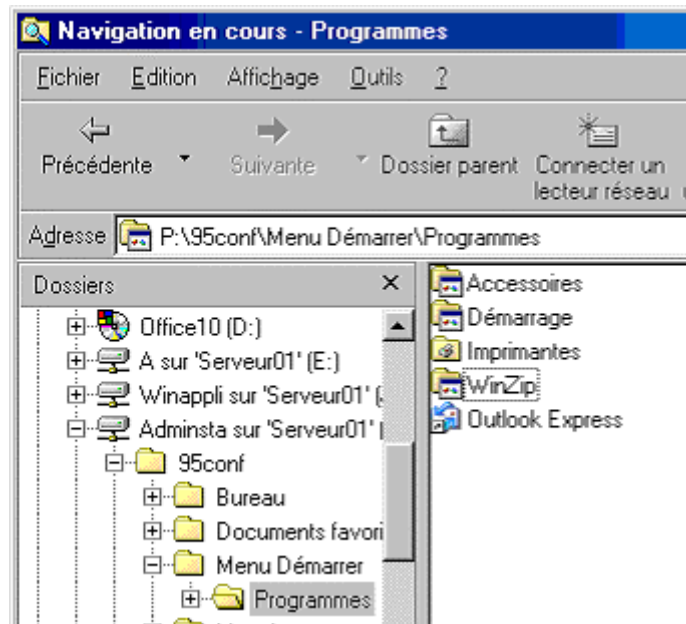 Navigation en cours - Programmes
Fichier Edition Affichage Outils ?
Précédente Suivante Dossier parent Connecter un
lecteur réseau
Adresse P:\95conf\Menu Démarrer\Programmes
Dossiers
Office10 (D:)
A sur 'Serveur01' (E:)
Winappli sur 'Serveur01' (
Adminsta sur 'Serveur01' (
95conf
Bureau
Documents favori
Menu Démarrer
Programmes
Accessoires
Démarrage
Imprimantes
WinZip
Outlook Express